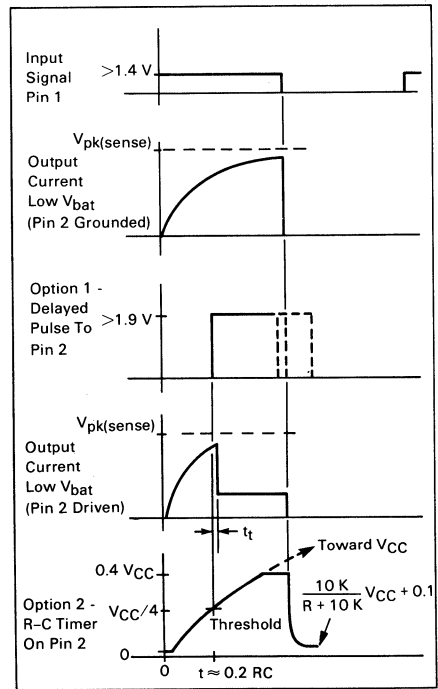 Input
Signal
Pin 1
>1.4 V
Vpk(sense)
Output
Current
Low Vbat
(Pin 2 Grounded)
Option 1 -
Delayed
Pulse To
Pin 2
>1.9 V
Vpk(sense)
Output
Current
Low Vbat
(Pin 2 Driven)
tt
Toward VCC
0.4 VCC
10 K
R + 10 K
VCC + 0.1
Option 2 -
R-C Timer
On Pin 2
VCC/4
Threshold
0
0
t ≈ 0.2 RC